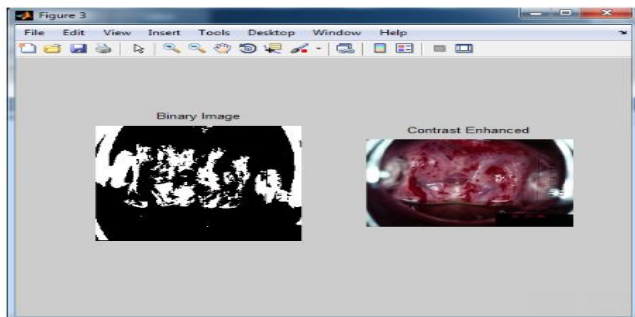 Figure 3
File Edit View Insert Tools Desktop Window Help
Binary Image
Contrast Enhanced